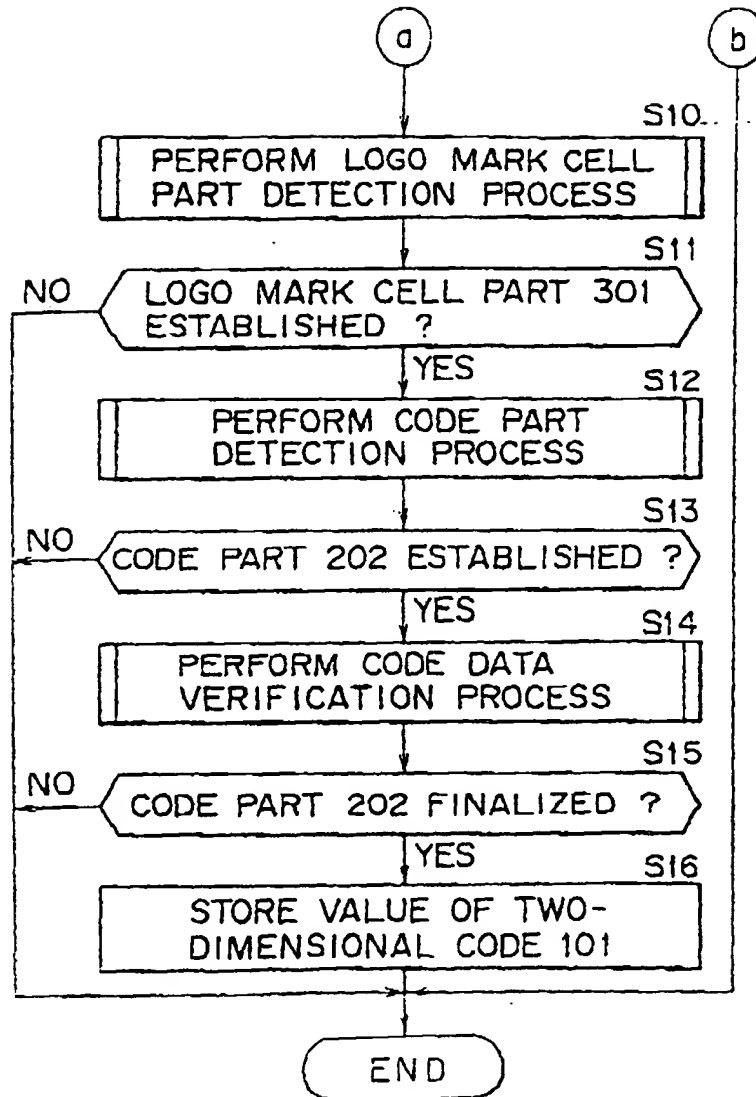 a
b
S10
PERFORM LOGO MARK CELL
PART DETECTION PROCESS
S11
NO
LOGO MARK CELL PART 301
ESTABLISHED ?
YES
S12
PERFORM CODE PART
DETECTION PROCESS
S13
NO
CODE PART 202 ESTABLISHED ?
YES
S14
PERFORM CODE DATA
VERIFICATION PROCESS
S15
NO
CODE PART 202 FINALIZED ?
YES
S16
STORE VALUE OF TWO-
DIMENSIONAL CODE 101
END